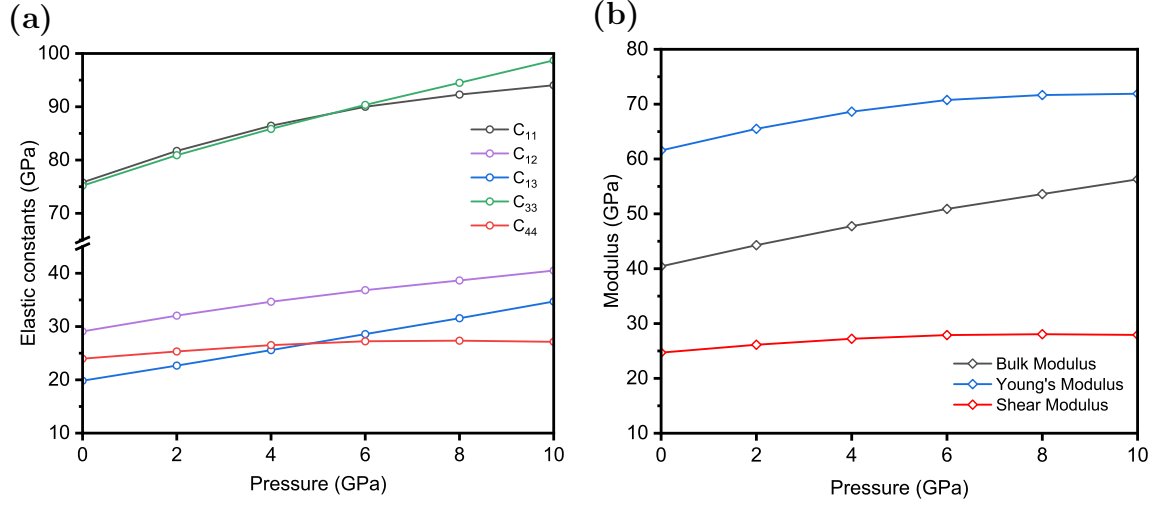 (a)
100
90
80
70
40
30
20
10
0 2 4 6 8 10
Elastic constants (GPa)
Pressure (GPa)
C₁₁
C₁₂
C₁₃
C₃₃
C₄₄
(b)
80
70
60
50
40
30
20
10
0 2 4 6 8 10
Modulus (GPa)
Pressure (GPa)
Bulk Modulus
Young's Modulus
Shear Modulus